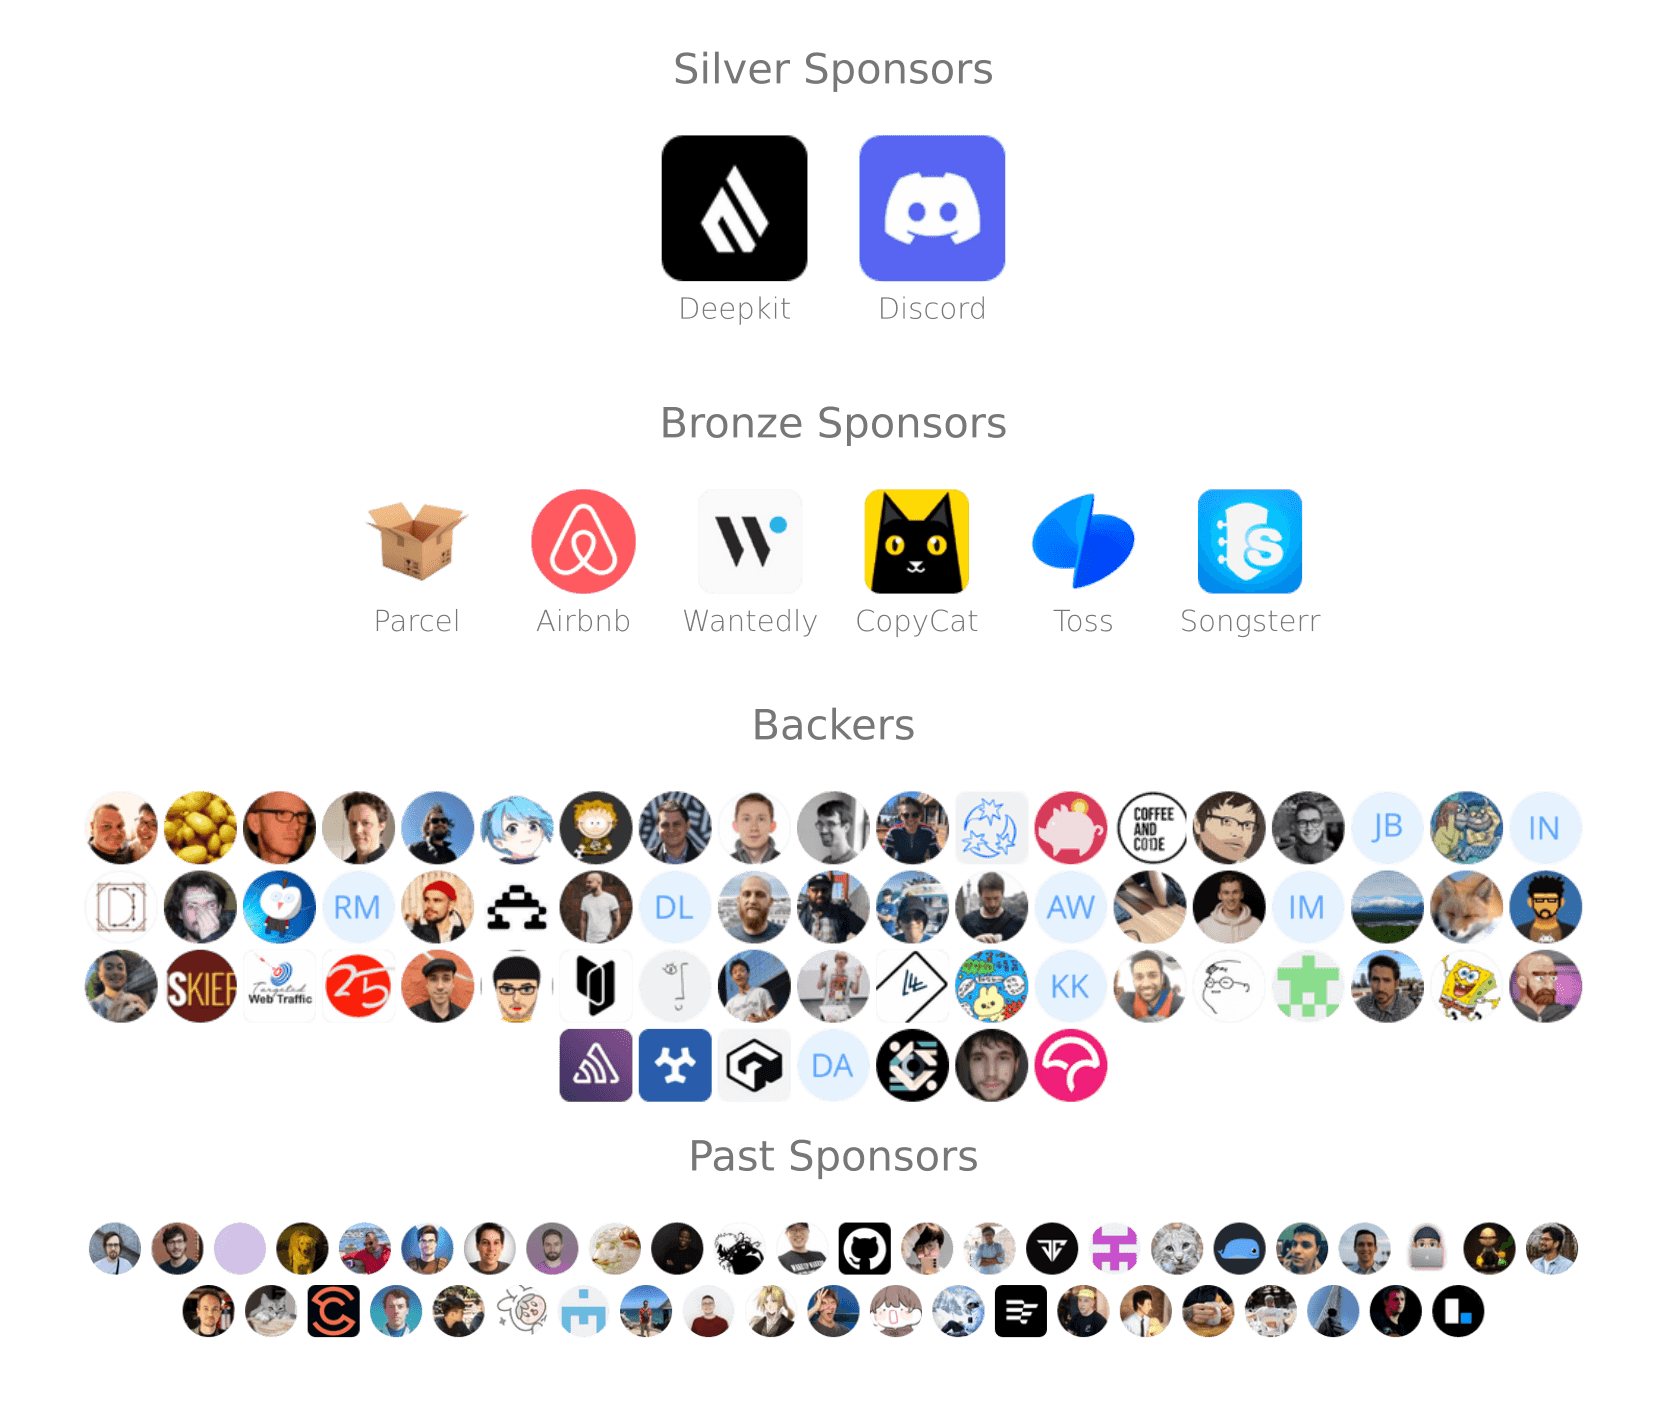 Silver Sponsors
Deepkit Discord
Bronze Sponsors
Parcel Airbnb Wantedly CopyCat Toss Songsterr
Backers
COFFEE
AND
CODE
JB
IN
RM
DL
AW
IM
SKIEF
Targeted
Web Traffic
25
KK
DA
Past Sponsors